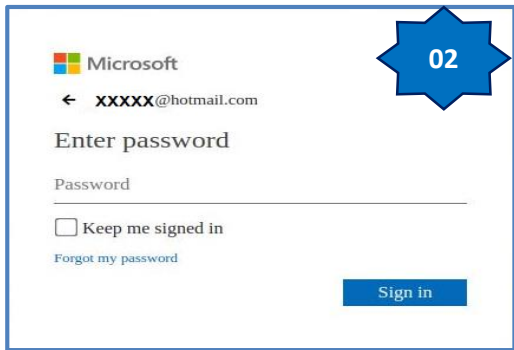 02
Microsoft
← XXXXX@hotmail.com
Enter password
Password
Keep me signed in
Forgot my password
Sign in